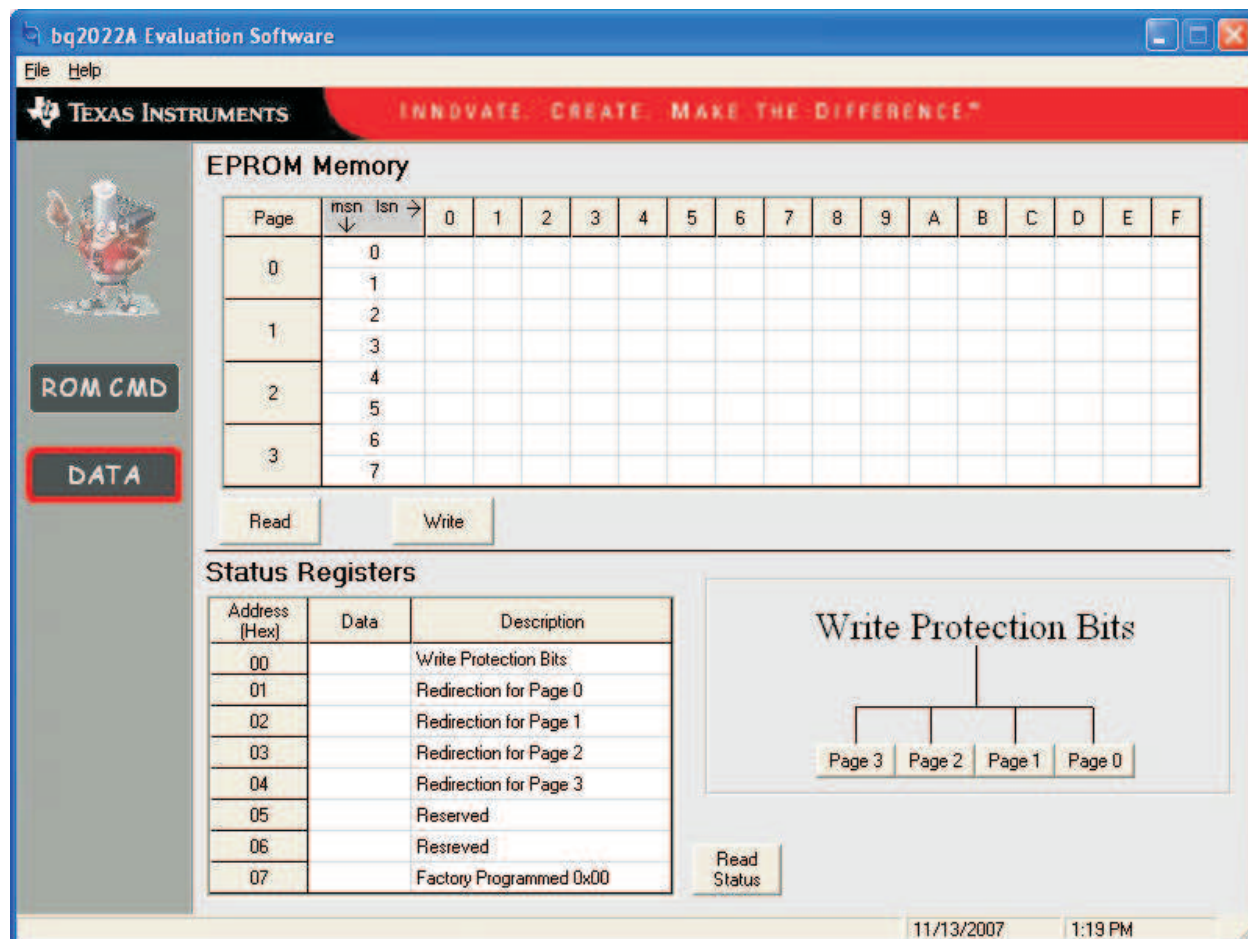 bq2022A Evaluation Software
File Help
TEXAS INSTRUMENTS INNOVATE. CREATE. MAKE THE DIFFERENCE.™
EPROM Memory
Page msn lsn 0 1 2 3 4 5 6 7 8 9 A B C D E F
0 0
1
1 2
3
2 4
5
3 6
7
ROM CMD
DATA
Read Write
Status Registers
Address (Hex) Data Description
00 Write Protection Bits
01 Redirection for Page 0
02 Redirection for Page 1
03 Redirection for Page 2
04 Redirection for Page 3
05 Reserved
06 Resreved
07 Factory Programmed 0x00
Write Protection Bits
Page 3 Page 2 Page 1 Page 0
Read
Status
11/13/2007 1:19 PM